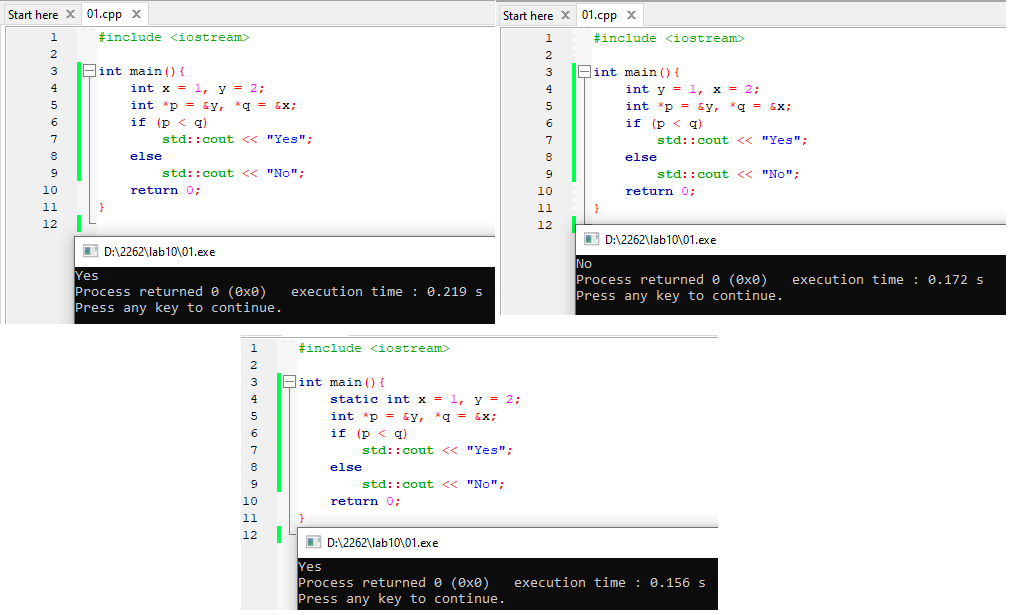 Start here X 01.cpp X
1 #include <iostream>
2
3 int main(){
4 int x = 1, y = 2;
5 int *p = &y, *q = &x;
6 if (p < q)
7 std::cout << "Yes";
8 else
9 std::cout << "No";
10 return 0;
11 }
12
D:\2262\lab10\01.exe
Yes
Process returned 0 (0x0) execution time : 0.219 s
Press any key to continue.
Start here X 01.cpp X
1 #include <iostream>
2
3 int main(){
4 int y = 1, x = 2;
5 int *p = &y, *q = &x;
6 if (p < q)
7 std::cout << "Yes";
8 else
9 std::cout << "No";
10 return 0;
11 }
12
D:\2262\lab10\01.exe
No
Process returned 0 (0x0) execution time : 0.172 s
Press any key to continue.
1 #include <iostream>
2
3 int main(){
4 static int x = 1, y = 2;
5 int *p = &y, *q = &x;
6 if (p < q)
7 std::cout << "Yes";
8 else
9 std::cout << "No";
10 return 0;
11 }
12
D:\2262\lab10\01.exe
Yes
Process returned 0 (0x0) execution time : 0.156 s
Press any key to continue.